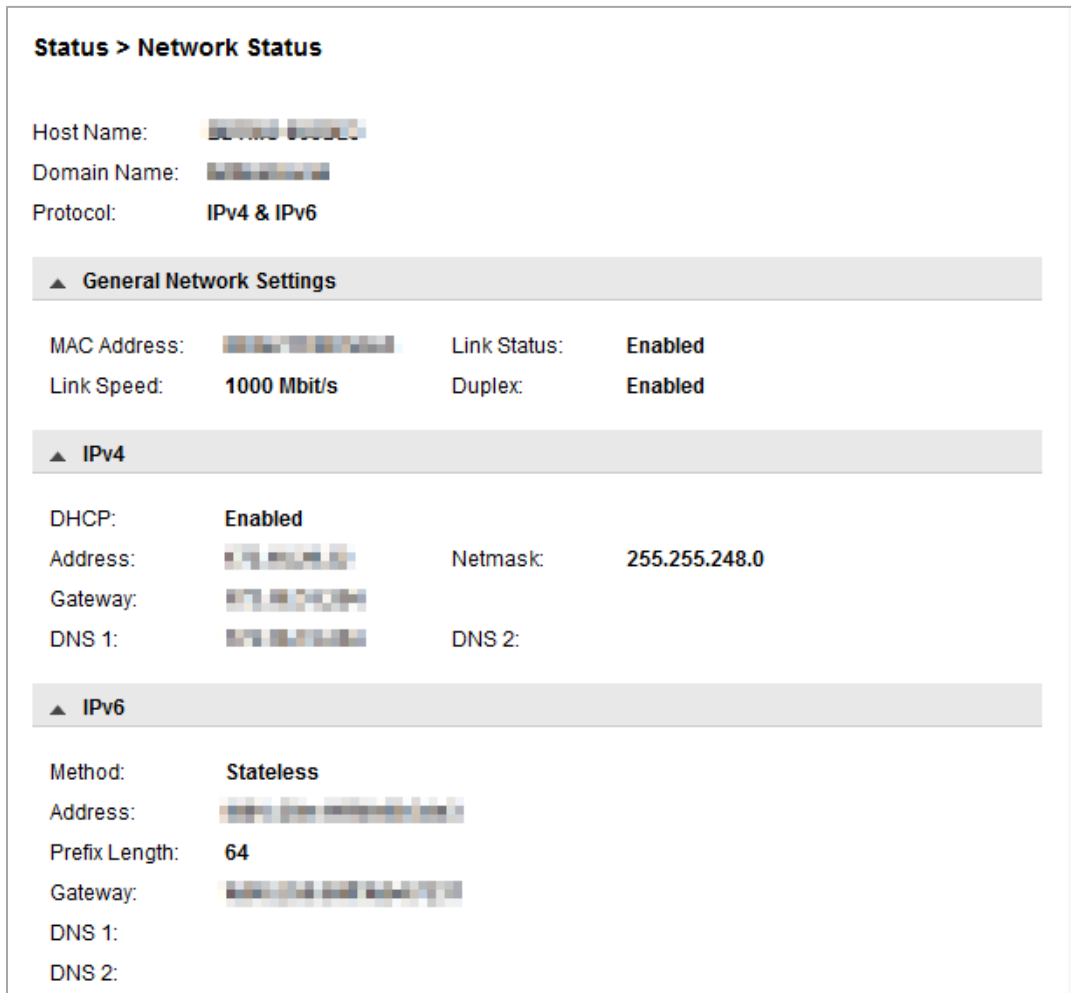 Status > Network Status
Host Name:
Domain Name:
Protocol: IPv4 & IPv6
▲ General Network Settings
MAC Address: Link Status: Enabled
Link Speed: 1000 Mbit/s Duplex: Enabled
▲ IPv4
DHCP: Enabled
Address: Netmask: 255.255.248.0
Gateway:
DNS 1: DNS 2:
▲ IPv6
Method: Stateless
Address:
Prefix Length: 64
Gateway:
DNS 1:
DNS 2: